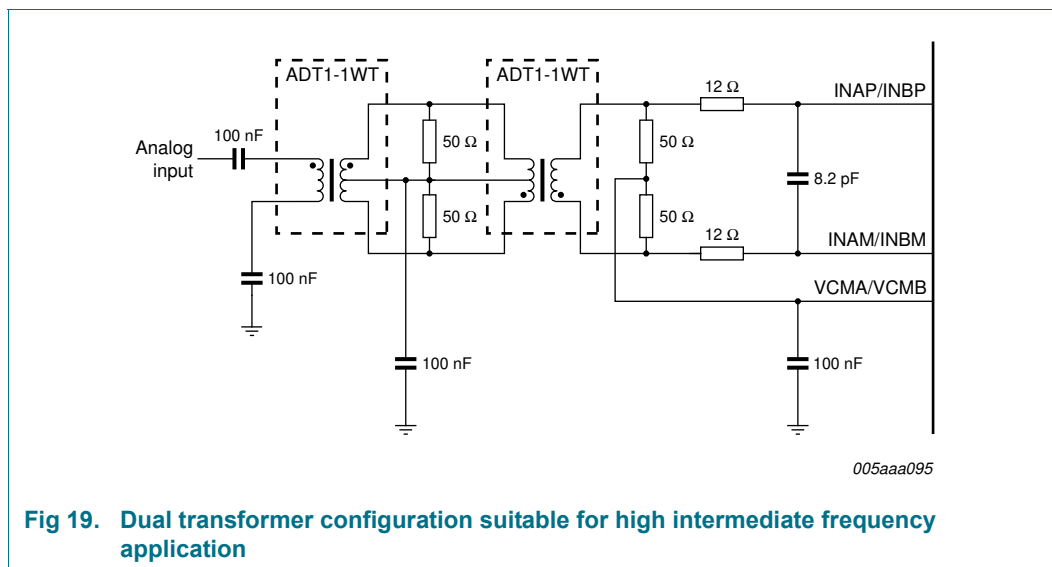 ADT1-1WT
ADT1-1WT
12 Ω
INAP/INBP
100 nF
Analog
input
50 Ω
50 Ω
8.2 pF
50 Ω
50 Ω
12 Ω
INAM/INBM
100 nF
VCMA/VCMB
100 nF
100 nF
005aaa095
Fig 19. Dual transformer configuration suitable for high intermediate frequency
application